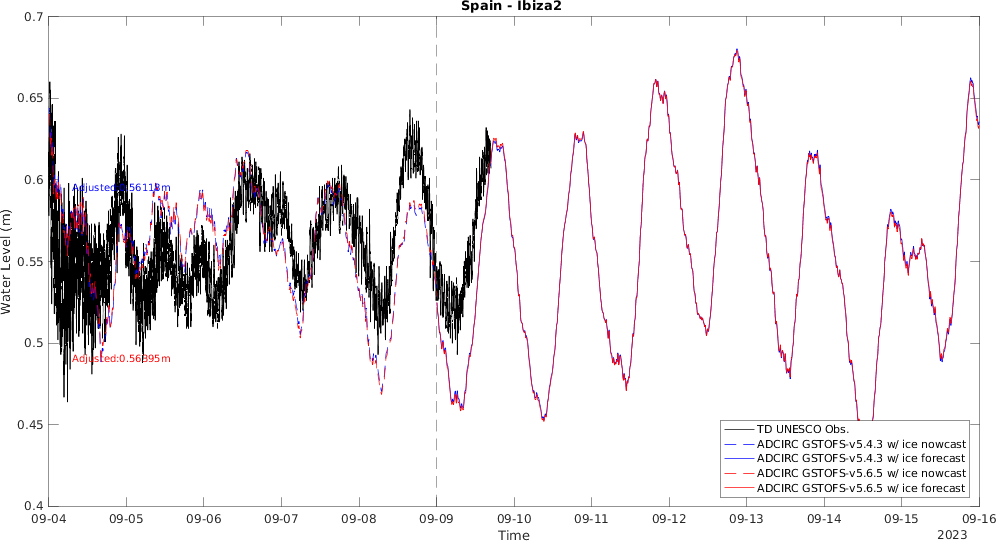 Spain - Ibiza2
0.7
0.65
0.6
0.55
0.5
0.45
0.4
Water Level (m)
Adjusted:0.56113m
Adjusted:0.56395m
TD UNESCO Obs.
ADCIRC GSTOFS-v5.4.3 w/ ice nowcast
ADCIRC GSTOFS-v5.4.3 w/ ice forecast
ADCIRC GSTOFS-v5.6.5 w/ ice nowcast
ADCIRC GSTOFS-v5.6.5 w/ ice forecast
09-04 09-05 09-06 09-07 09-08 09-09 09-10 09-11 09-12 09-13 09-14 09-15 09-16
Time
2023